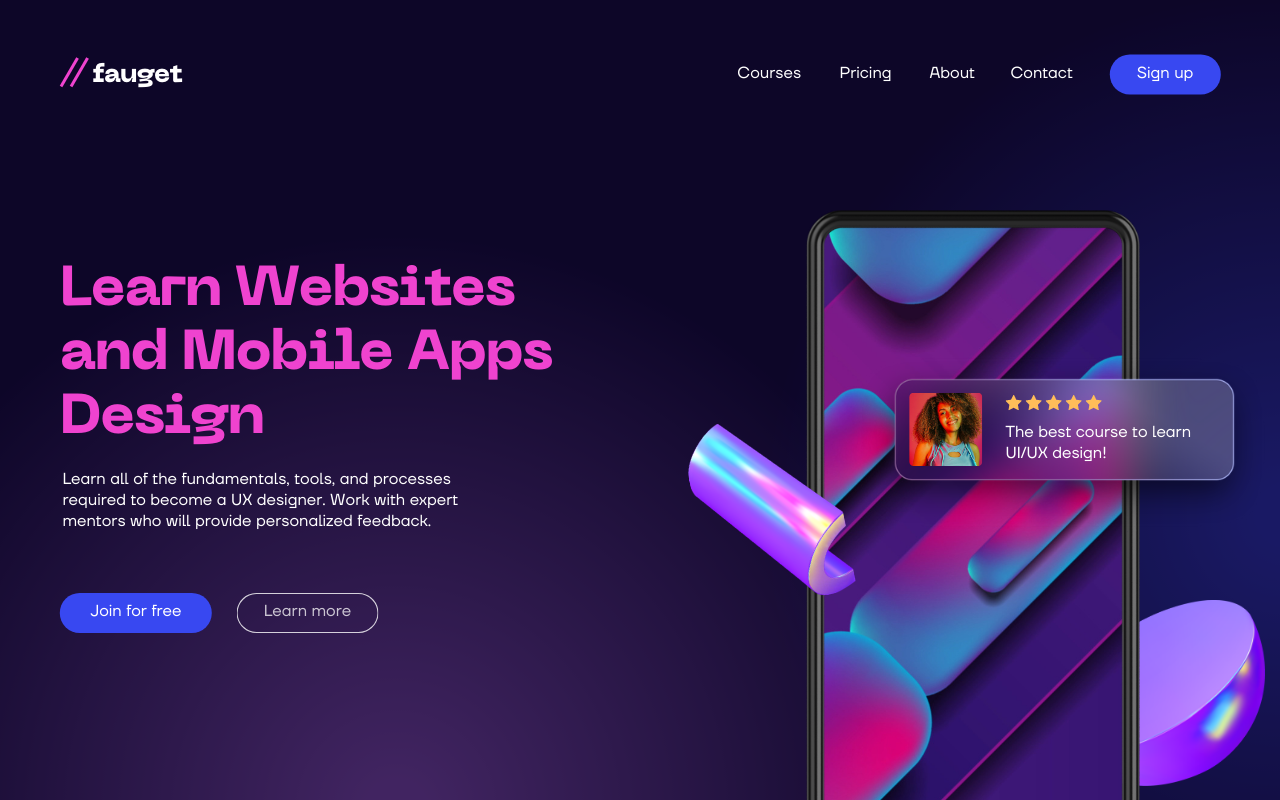 // fauget
Courses
Pricing
About
Contact
Sign up
Learn Websites
and Mobile Apps
Design
Learn all of the fundamentals, tools, and processes
required to become a UX designer. Work with expert
mentors who will provide personalized feedback.
Join for free
Learn more
The best course to learn
UI/UX design!